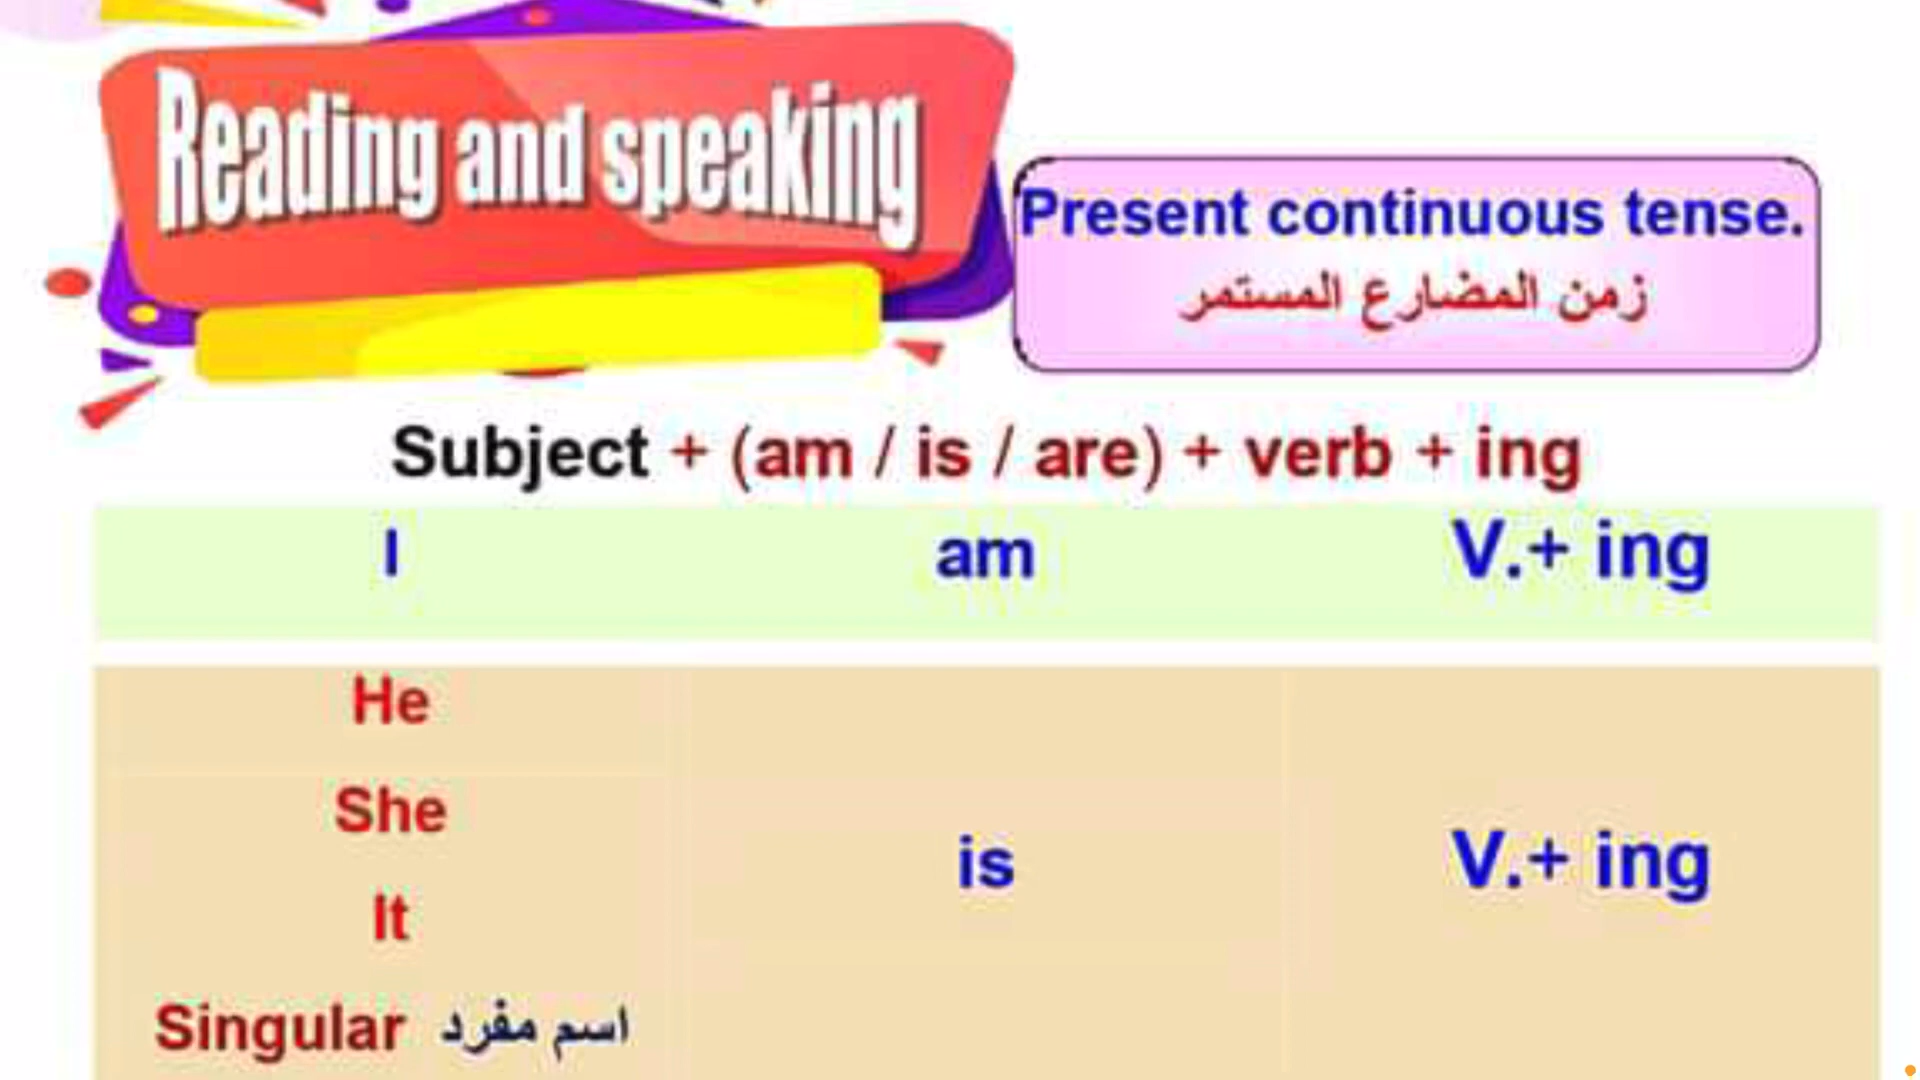 Reading and speaking
Present continuous tense.
زمن المضارع المستمر
Subject + (am / is / are) + verb + ing
I am V.+ ing
He
She
is V.+ ing
It
Singular اسم مفرد